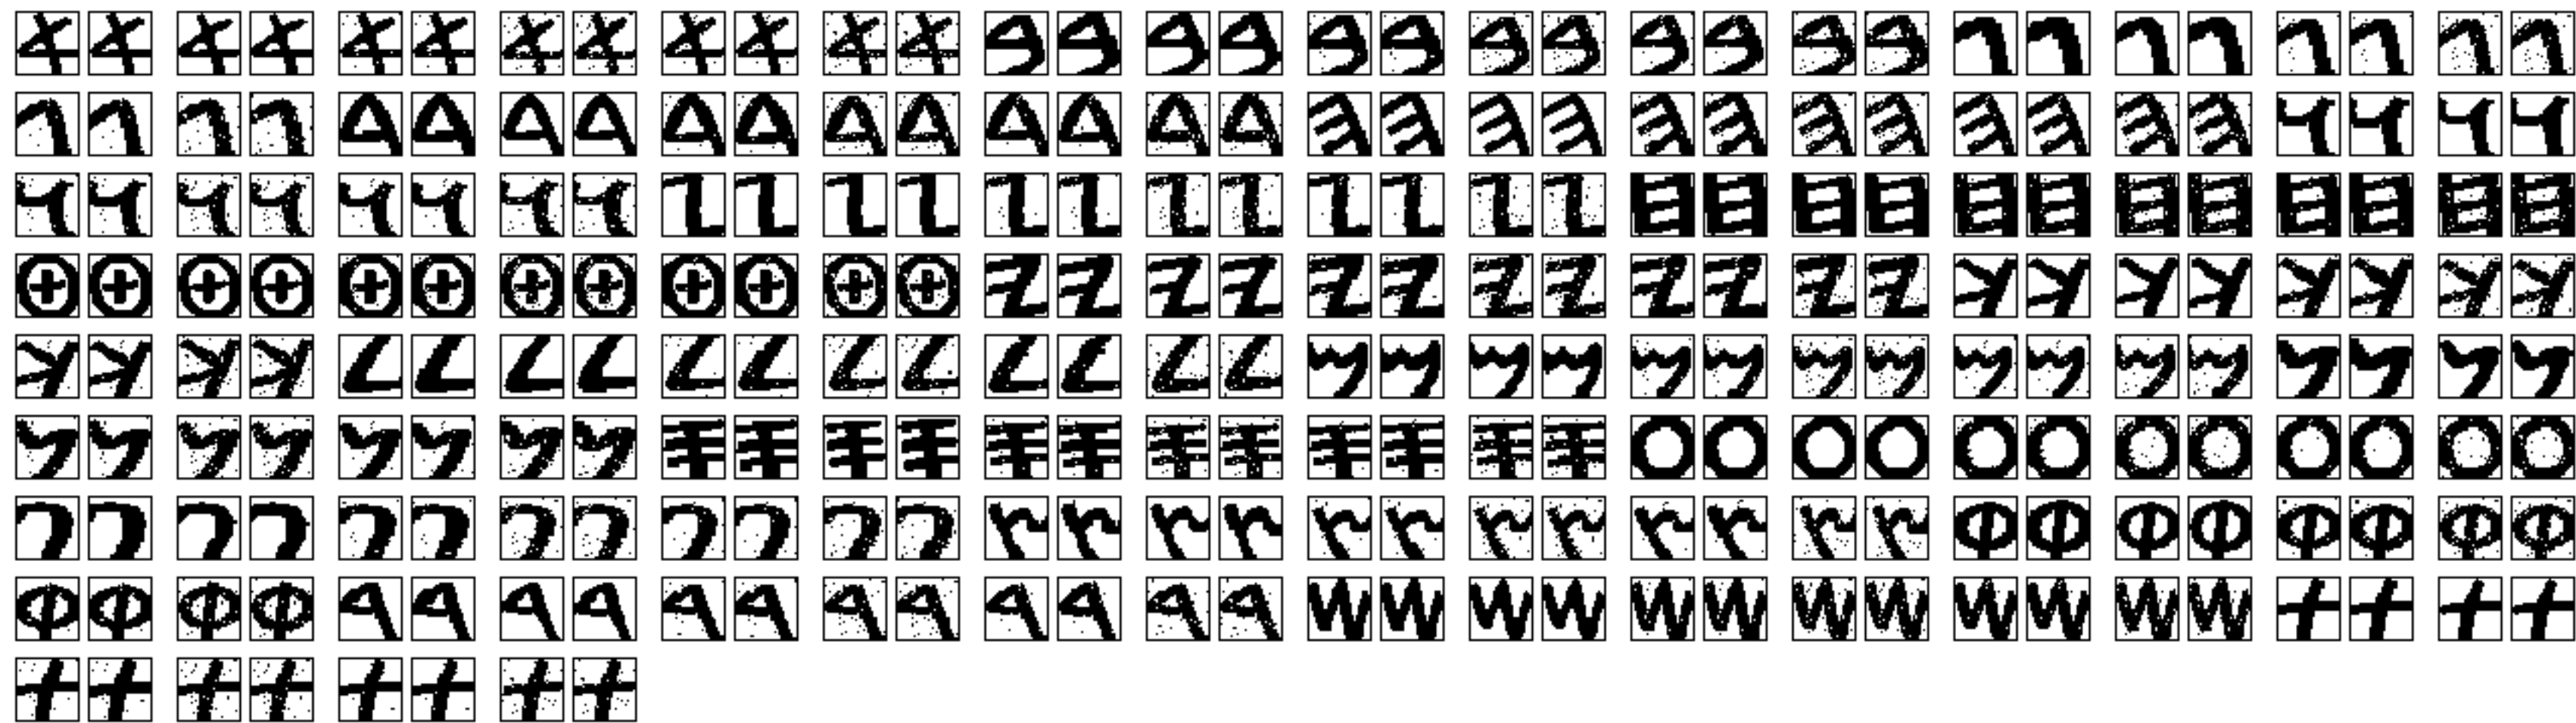 𐤀𐤀 𐤀𐤀 𐤀𐤀 𐤀𐤀 𐤀𐤀 𐤀𐤀 𐤁𐤁 𐤁𐤁 𐤁𐤁 𐤁𐤁 𐤁𐤁 𐤁𐤁 𐤂𐤂 𐤂𐤂 𐤂𐤂 𐤂𐤂
𐤂𐤂 𐤂𐤂 𐤃𐤃 𐤃𐤃 𐤃𐤃 𐤃𐤃 𐤃𐤃 𐤃𐤃 𐤄𐤄 𐤄𐤄 𐤄𐤄 𐤄𐤄 𐤄𐤄 𐤄𐤄 𐤅𐤅 𐤅𐤅
𐤅𐤅 𐤅𐤅 𐤅𐤅 𐤅𐤅 𐤆𐤆 𐤆𐤆 𐤆𐤆 𐤆𐤆 𐤆𐤆 𐤆𐤆 𐤇𐤇 𐤇𐤇 𐤇𐤇 𐤇𐤇 𐤇𐤇 𐤇𐤇
𐤈𐤈 𐤈𐤈 𐤈𐤈 𐤈𐤈 𐤈𐤈 𐤈𐤈 𐤉𐤉 𐤉𐤉 𐤉𐤉 𐤉𐤉 𐤉𐤉 𐤉𐤉 𐤊𐤊 𐤊𐤊 𐤊𐤊 𐤊𐤊
𐤊𐤊 𐤊𐤊 𐤋𐤋 𐤋𐤋 𐤋𐤋 𐤋𐤋 𐤋𐤋 𐤋𐤋 𐤌𐤌 𐤌𐤌 𐤌𐤌 𐤌𐤌 𐤌𐤌 𐤌𐤌 𐤍𐤍 𐤍𐤍
𐤍𐤍 𐤍𐤍 𐤍𐤍 𐤍𐤍 𐤎𐤎 𐤎𐤎 𐤎𐤎 𐤎𐤎 𐤎𐤎 𐤎𐤎 𐤏𐤏 𐤏𐤏 𐤏𐤏 𐤏𐤏 𐤏𐤏 𐤏𐤏
𐤐𐤐 𐤐𐤐 𐤐𐤐 𐤐𐤐 𐤐𐤐 𐤐𐤐 𐤑𐤑 𐤑𐤑 𐤑𐤑 𐤑𐤑 𐤑𐤑 𐤑𐤑 𐤒𐤒 𐤒𐤒 𐤒𐤒 𐤒𐤒
𐤒𐤒 𐤒𐤒 𐤓𐤓 𐤓𐤓 𐤓𐤓 𐤓𐤓 𐤓𐤓 𐤓𐤓 𐤔𐤔 𐤔𐤔 𐤔𐤔 𐤔𐤔 𐤔𐤔 𐤔𐤔 𐤕𐤕 𐤕𐤕
𐤕𐤕 𐤕𐤕 𐤕𐤕 𐤕𐤕